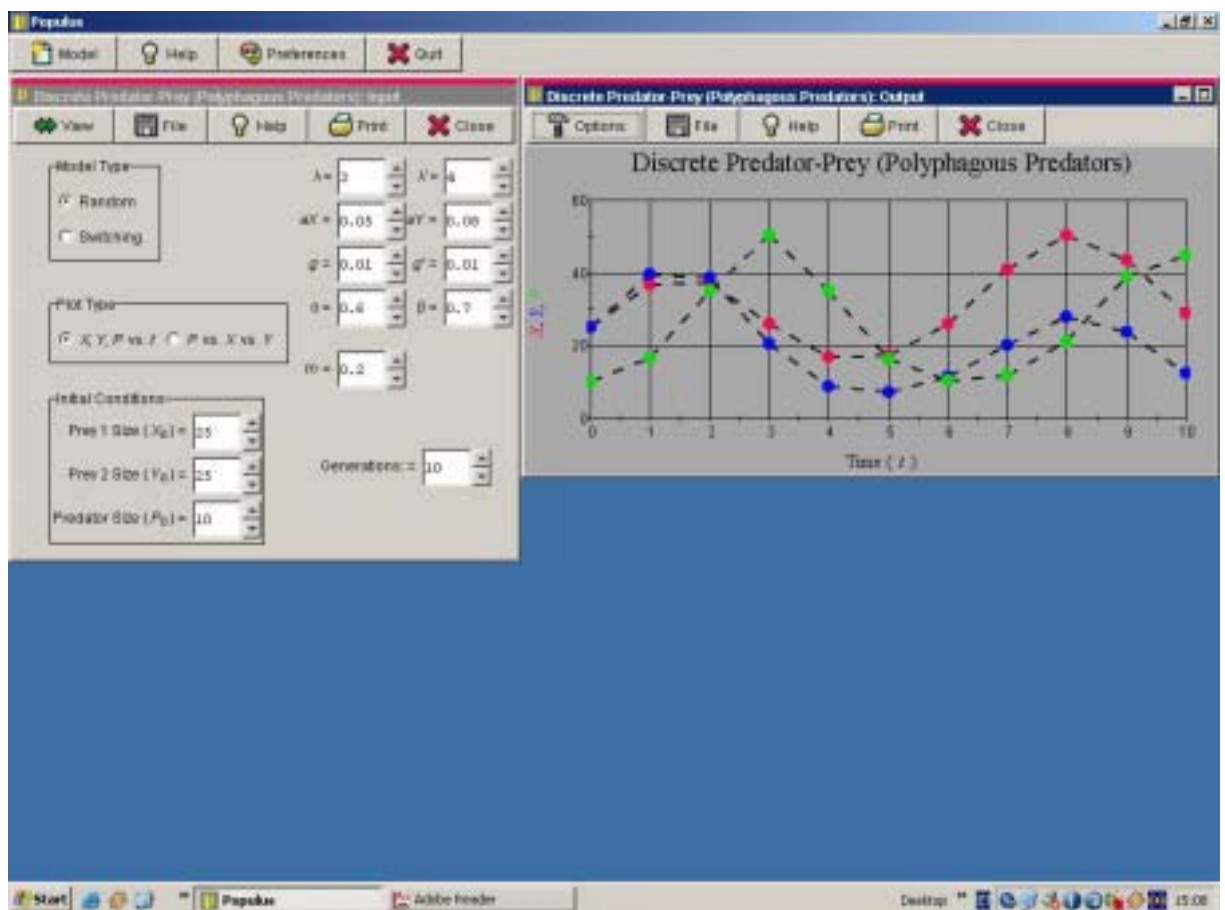 Populus
Model Help Preferences Quit
Discrete Predator-Prey (Polyphagous Predators): Input
View File Help Print Close
Model Type
Random
Switching
λ = λ' =
aX = 0.05 aY = 0.08
g = 0.01 g' = 0.01
0.6 β = 0.7
m = 0.2
Plot Type
X, Y, P vs. t P vs. X vs. Y
Initial Conditions
Prey 1 Size (X0) = 25
Prey 2 Size (Y0) = 25
Predator Size (P0) = 10
Generations: = 10
Discrete Predator-Prey (Polyphagous Predators): Output
Options File Help Print Close
Discrete Predator-Prey (Polyphagous Predators)
60
40
20
0
X, Y, P
0 1 2 3 4 5 6 7 8 9 10
Time ( t )
Start Populus Adobe Reader Desktop 15:08